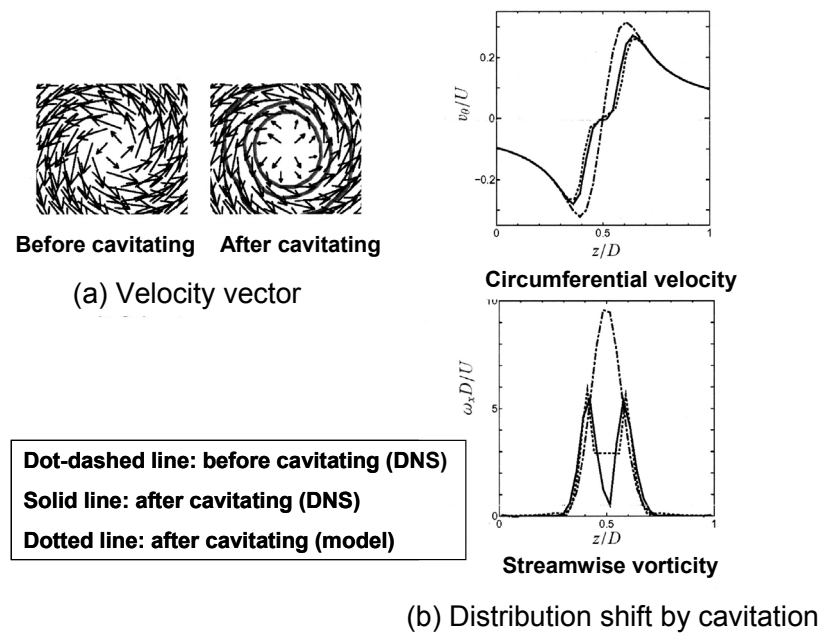 Before cavitating
After cavitating
(a) Velocity vector
Dot-dashed line: before cavitating (DNS)
Solid line: after cavitating (DNS)
Dotted line: after cavitating (model)
0.2
0
−0.2
v_θ/U
0
0.5
1
z/D
Circumferential velocity
10
5
0
ω_xD/U
0
0.5
1
z/D
Streamwise vorticity
(b) Distribution shift by cavitation